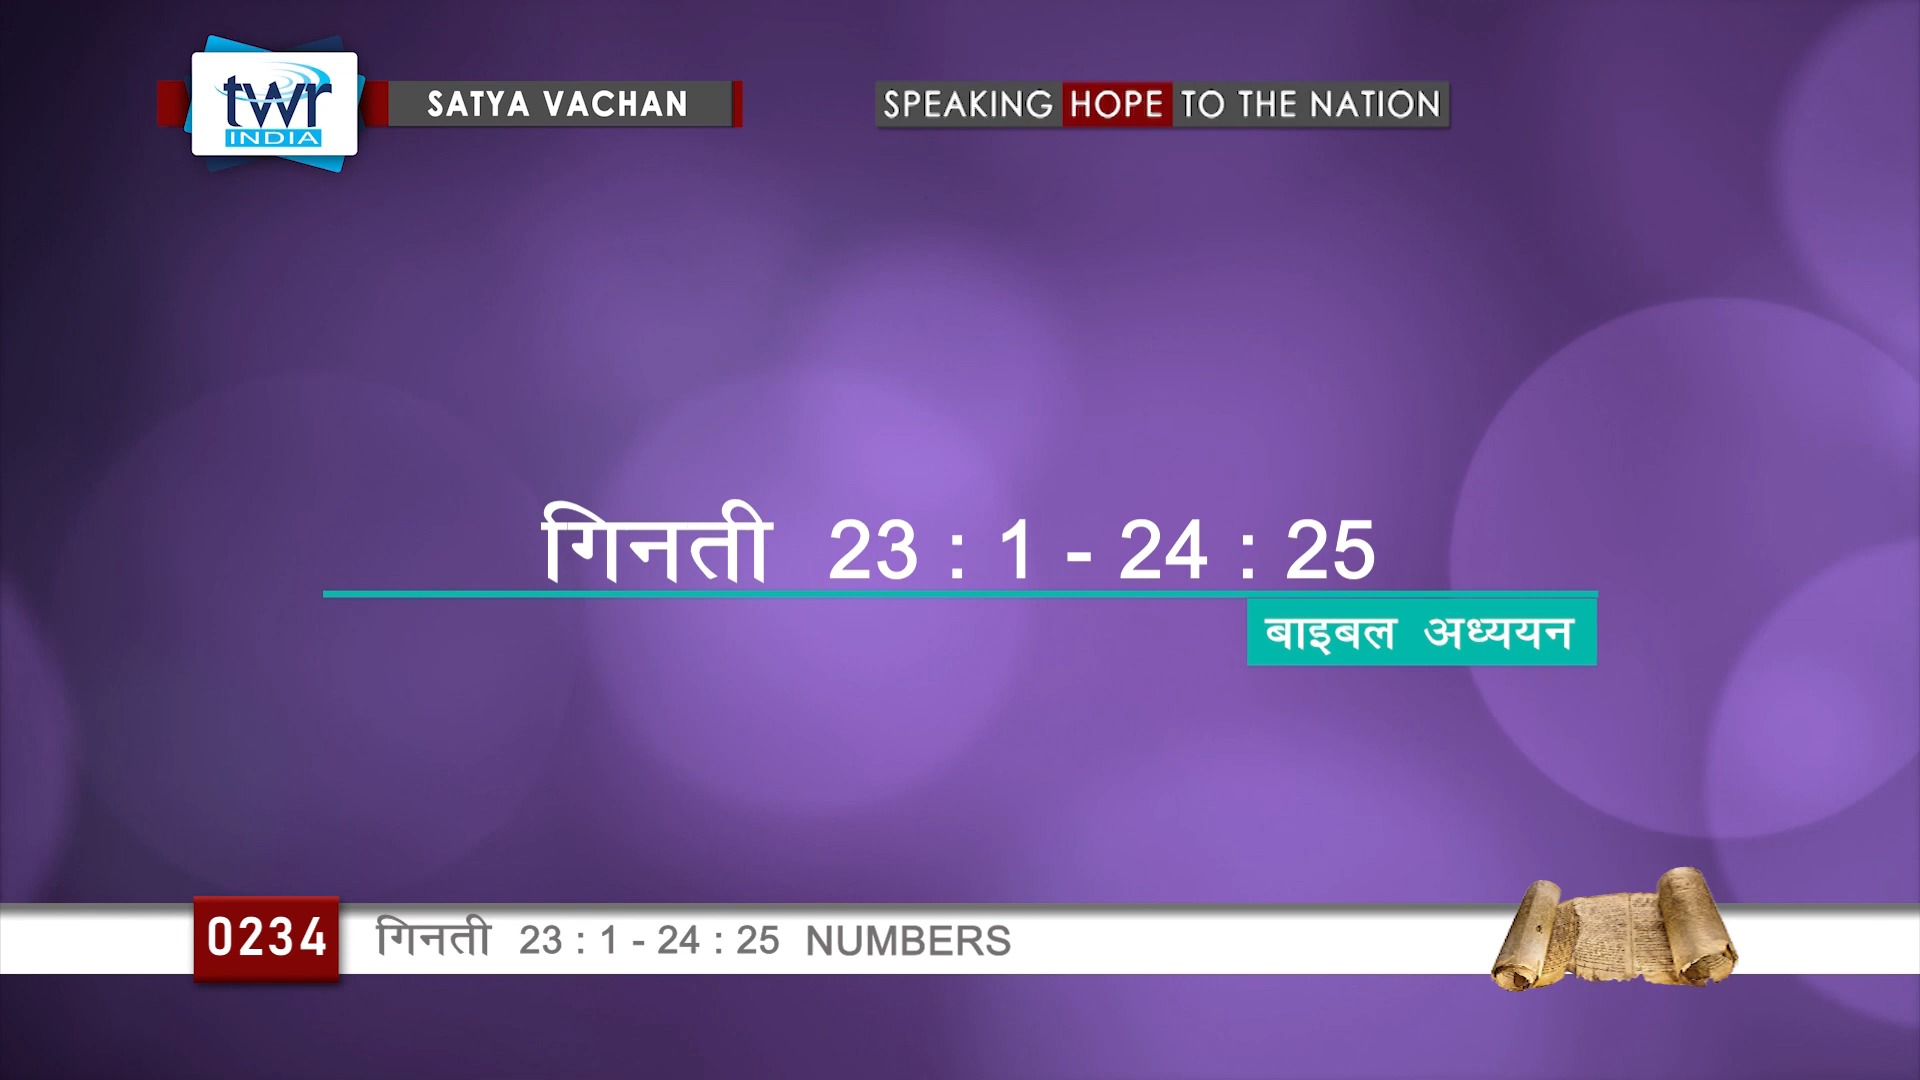 twr
INDIA
SATYA VACHAN
SPEAKING HOPE TO THE NATION
गिनती 23 : 1 - 24 : 25
बाइबल अध्ययन
0234
गिनती 23 : 1 - 24 : 25 NUMBERS